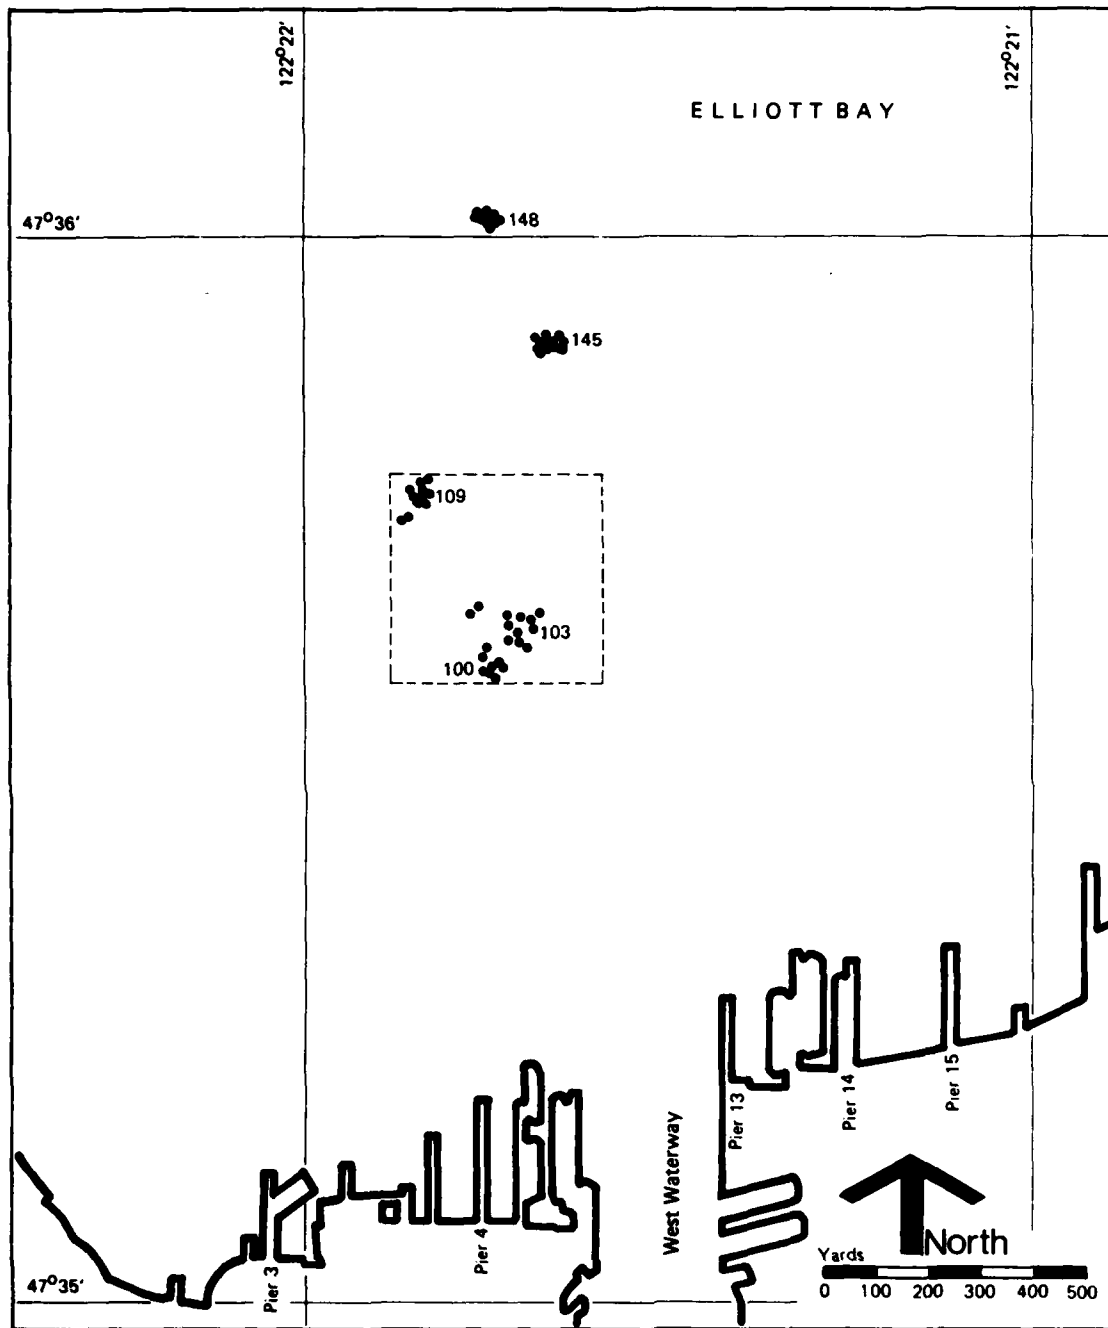 122°22'
122°21'
ELLIOTT BAY
47°36'
148
145
109
103
100
Pier 3
Pier 4
West Waterway
Pier 13
Pier 14
Pier 15
North
Yards
0 100 200 300 400 500
47°35'